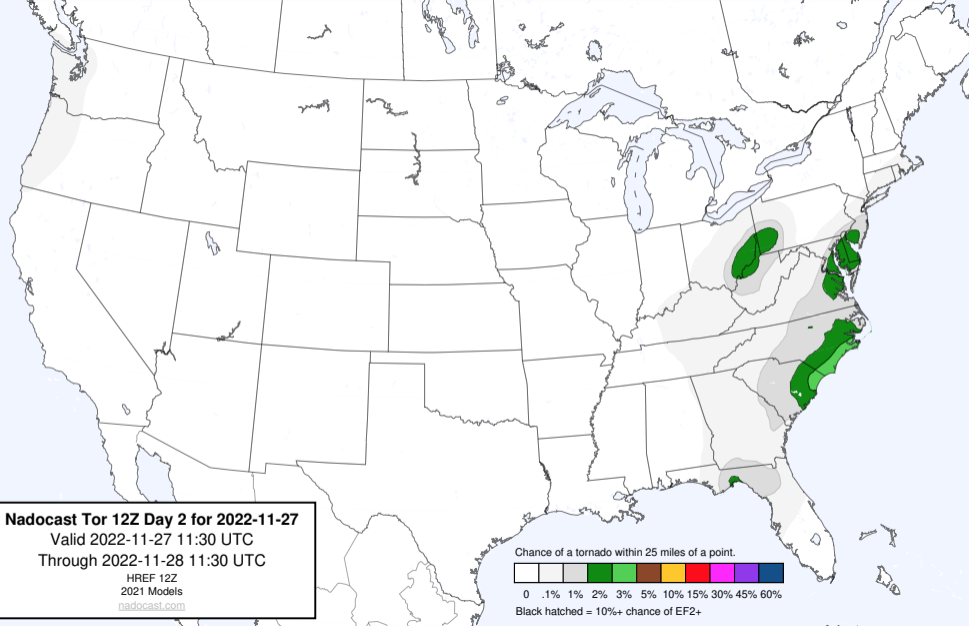 Nadocast Tor 12Z Day 2 for 2022-11-27
Valid 2022-11-27 11:30 UTC
Through 2022-11-28 11:30 UTC
HREF 12Z
2021 Models
nadocast.com
Chance of a tornado within 25 miles of a point.
0 .1% 1% 2% 3% 5% 10% 15% 30% 45% 60%
Black hatched = 10%+ chance of EF2+